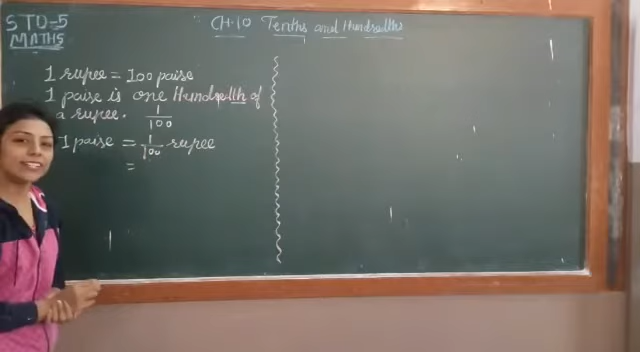 STD-5
MATHS
CH.10 Tenths and Hundredths
1 rupee = 100 paise
1 paise is one Hundredth of
a rupee. 1/100
1 paise = 1/100 rupee
=